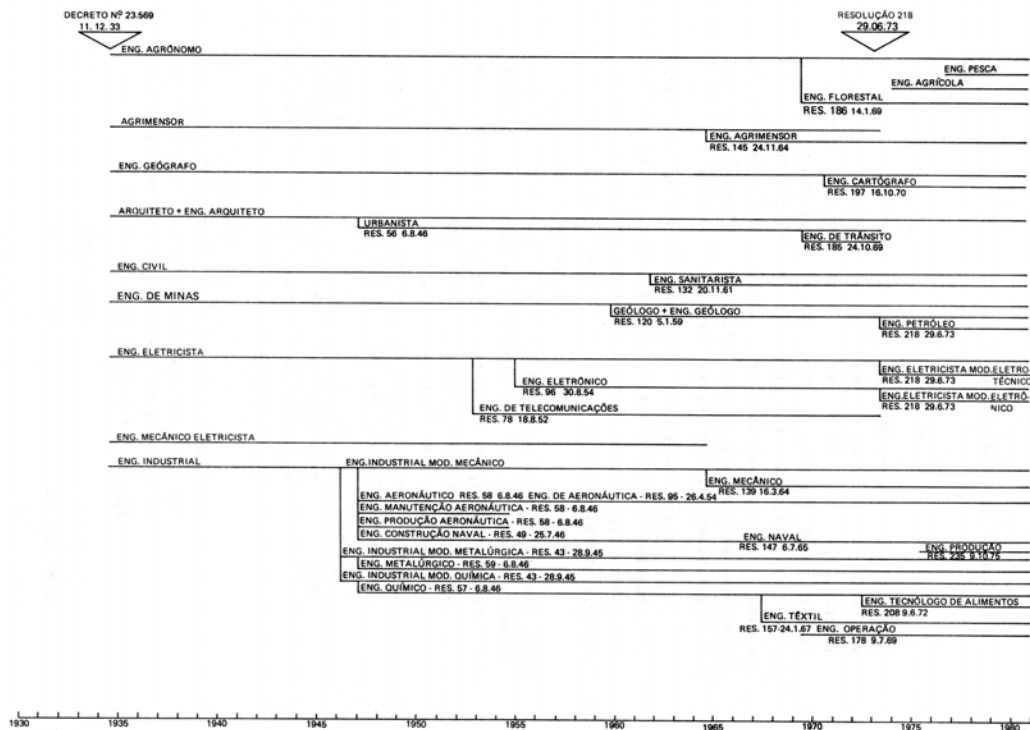 DECRETO Nº 23.569
11. 12. 33
RESOLUÇÃO 218
29.06.73
ENG. AGRÔNOMO
ENG. PESCA
ENG. AGRÍCOLA
ENG. FLORESTAL
RES. 186 14.1.69
AGRIMENSOR
ENG. AGRIMENSOR
RES. 145 24.11.64
ENG. GEÓGRAFO
ENG. CARTÓGRAFO
RES. 197 16.10.70
ARQUITETO + ENG. ARQUITETO
URBANISTA
RES. 56 6.8.46
ENG. DE TRÂNSITO
RES. 185 24.10.69
ENG. CIVIL
ENG. SANITARISTA
RES. 132 20.11.61
ENG. DE MINAS
GEÓLOGO + ENG. GEÓLOGO
RES. 120 5.1.59
ENG. PETRÓLEO
RES. 218 29.6.73
ENG. ELETRICISTA
ENG. ELETRICISTA MOD. ELETRO-
RES. 218 29.6.73 TÉCNICO
ENG. ELETRÔNICO
RES. 96 30.8.54
ENG. ELETRICISTA MOD. ELETRÔ-
RES. 218 29.6.73 NICO
ENG. DE TELECOMUNICAÇÕES
RES. 78 18.8.52
ENG. MECÂNICO ELETRICISTA
ENG. INDUSTRIAL
ENG. INDUSTRIAL MOD. MECÂNICO
ENG. MECÂNICO
RES. 139 16.3.64
ENG. AERONÁUTICO RES. 58 6.8.46 ENG. DE AERONÁUTICA - RES. 95 - 26.4.54
ENG. MANUTENÇÃO AERONÁUTICA - RES. 58 - 6.8.46
ENG. PRODUÇÃO AERONÁUTICA - RES. 58 - 6.8.46
ENG. CONSTRUÇÃO NAVAL - RES. 49 - 25.7.46
ENG. NAVAL
RES. 147 6.7.65
ENG. PRODUÇÃO
RES. 235 9.10.75
ENG. INDUSTRIAL MOD. METALÚRGICA - RES. 43 - 28.9.45
ENG. METALÚRGICO - RES. 59 - 6.8.46
ENG. INDUSTRIAL MOD. QUÍMICA - RES. 43 - 28.9.45
ENG. QUÍMICO - RES. 57 - 6.8.46
ENG. TECNÓLOGO DE ALIMENTOS
RES. 208 9.6.72
ENG. TÊXTIL
RES. 157-24.1.67 ENG. OPERAÇÃO
RES. 178 9.7.69
1930 1935 1940 1945 1950 1955 1960 1965 1970 1975 1980